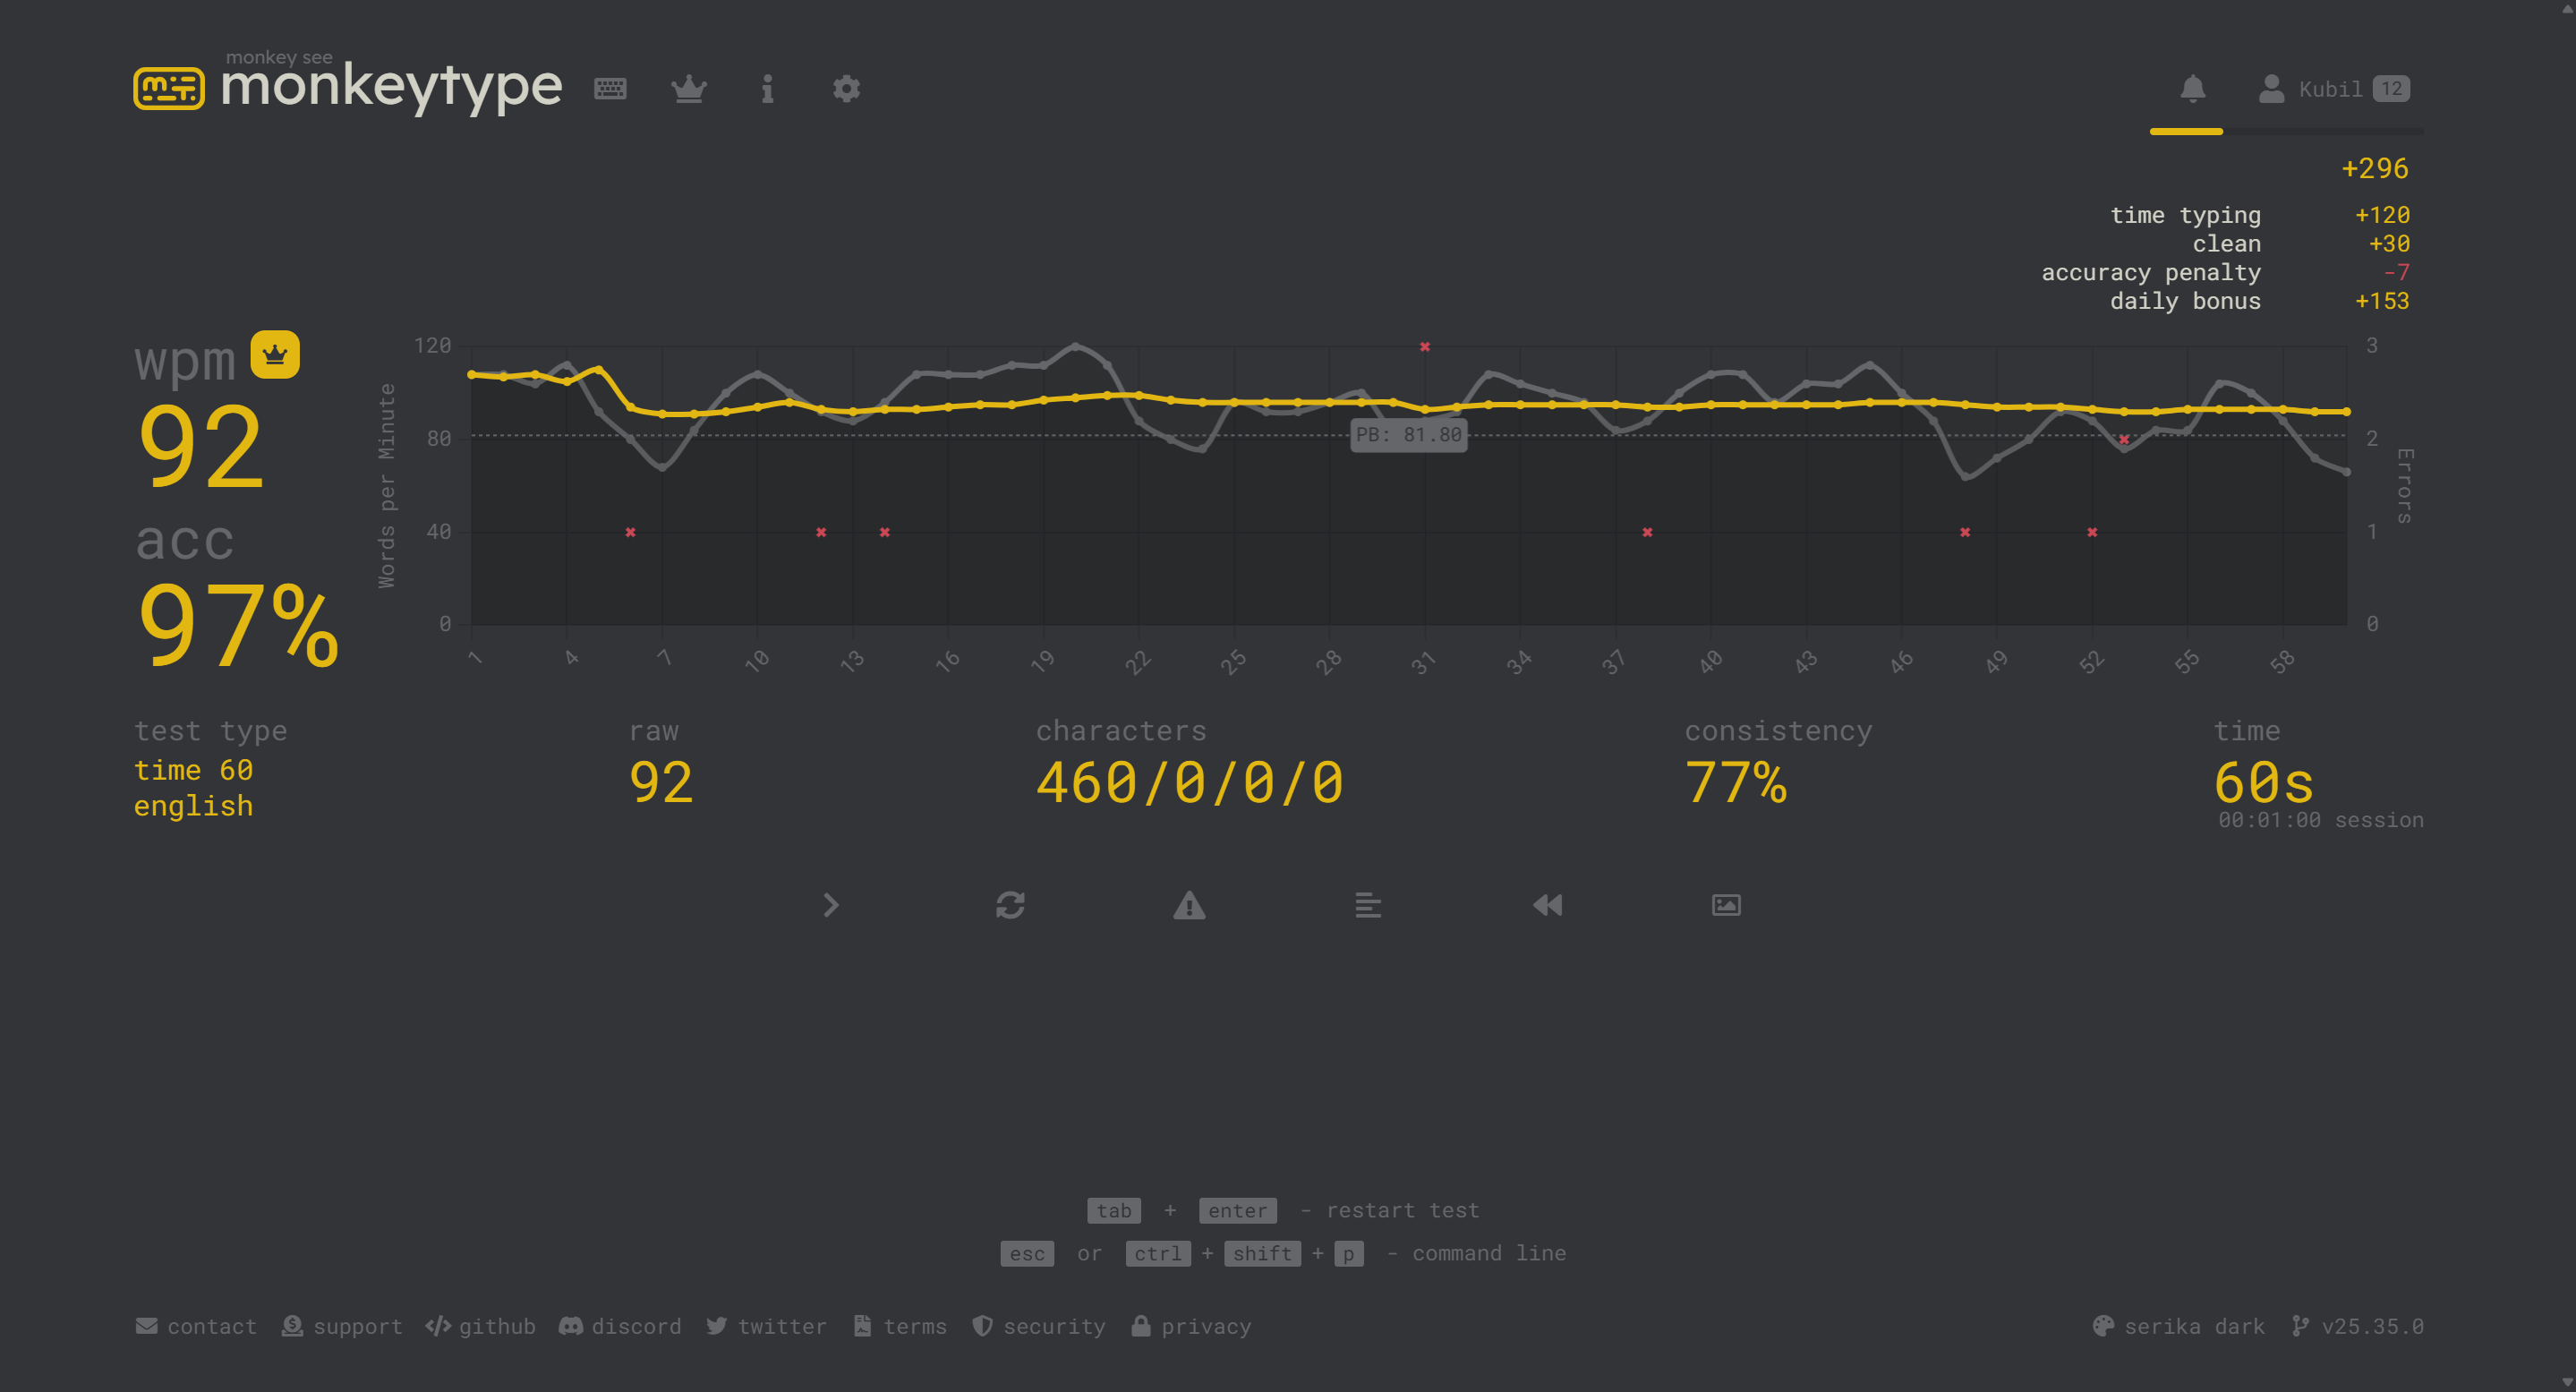 monkey see
monkeytype
Kubil 12
+296
time typing +120
clean +30
accuracy penalty -7
daily bonus +153
wpm
92
acc
97%
Words per Minute
120
80
40
0
PB: 81.80
3
2
1
0
Errors
1 4 7 10 13 16 19 22 25 28 31 34 37 40 43 46 49 52 55 58
test type
time 60
english
raw
92
characters
460/0/0/0
consistency
77%
time
60s
00:01:00 session
tab + enter - restart test
esc or ctrl + shift + p - command line
contact support github discord twitter terms security privacy serika dark v25.35.0